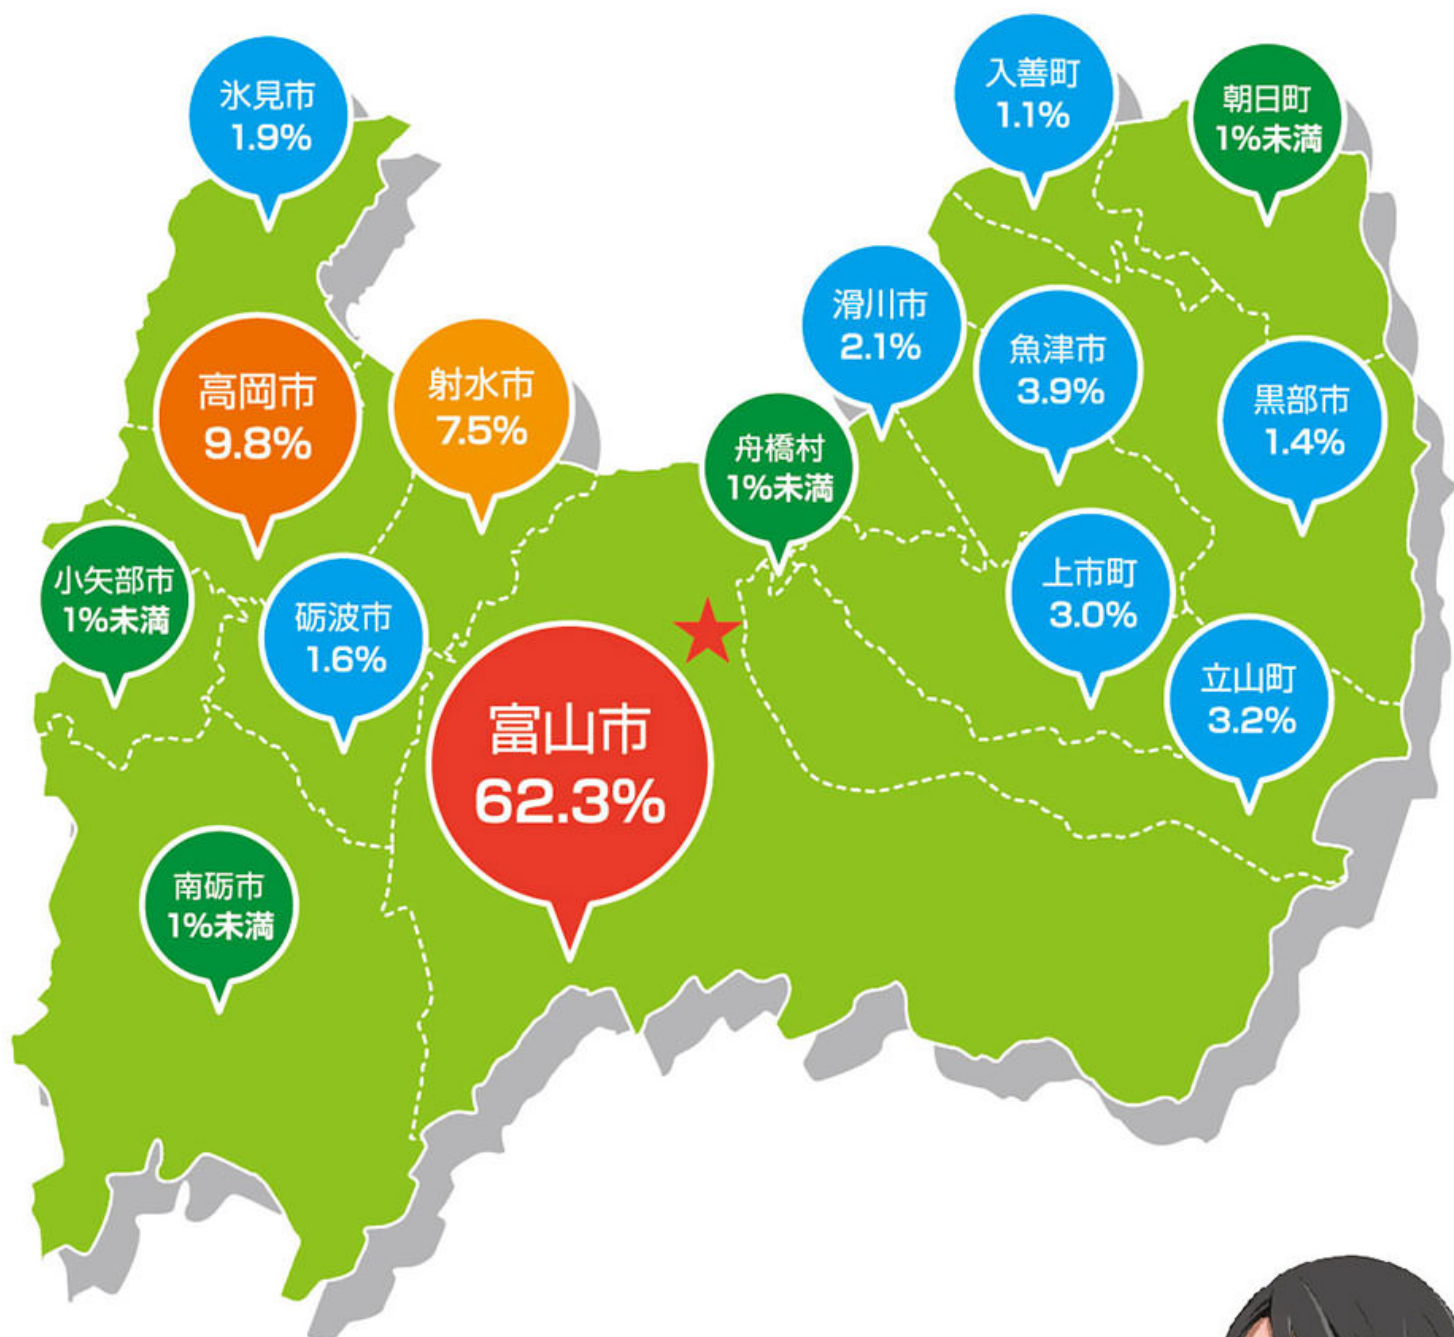 氷見市
1.9%
入善町
1.1%
朝日町
1%未満
滑川市
2.1%
魚津市
3.9%
黒部市
1.4%
高岡市
9.8%
射水市
7.5%
舟橋村
1%未満
小矢部市
1%未満
砺波市
1.6%
上市町
3.0%
立山町
3.2%
富山市
62.3%
南砺市
1%未満